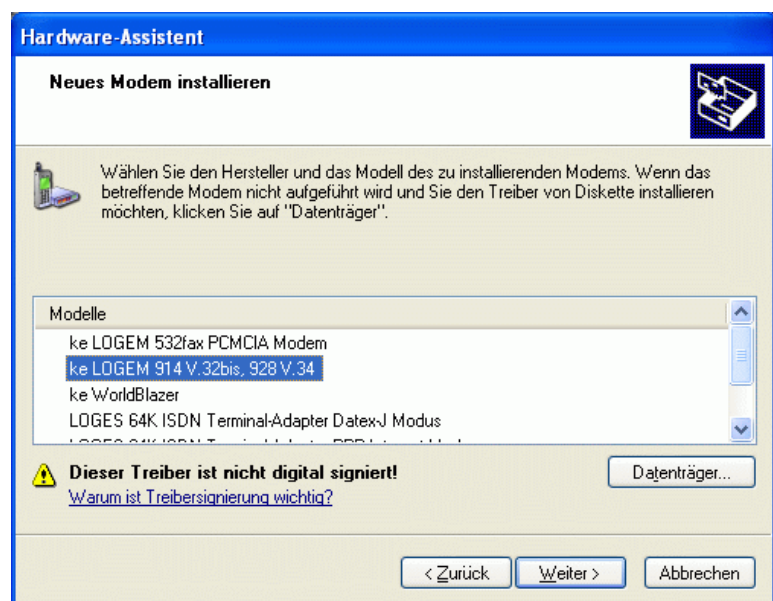 Hardware-Assistent
Neues Modem installieren
Wählen Sie den Hersteller und das Modell des zu installierenden Modems. Wenn das
betreffende Modem nicht aufgeführt wird und Sie den Treiber von Diskette installieren
möchten, klicken Sie auf "Datenträger".
Modelle
ke LOGEM 532fax PCMCIA Modem
ke LOGEM 914 V.32bis, 928 V.34
ke WorldBlazer
LOGES 64K ISDN Terminal-Adapter Datex-J Modus
Dieser Treiber ist nicht digital signiert!
Datenträger...
Warum ist Treibersignierung wichtig?
< Zurück
Weiter >
Abbrechen